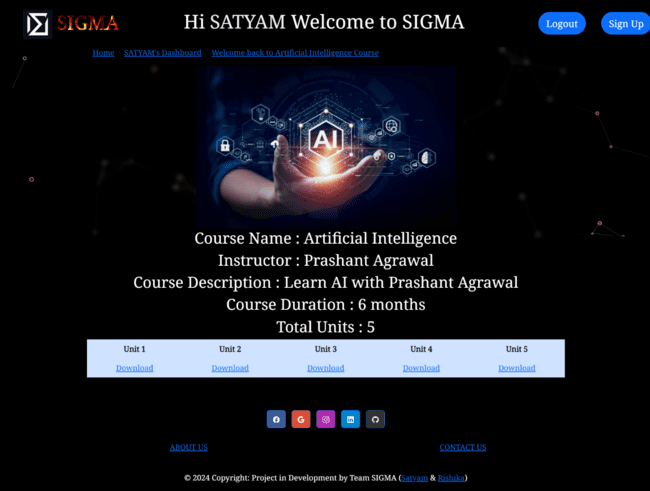 SIGMA
Hi SATYAM Welcome to SIGMA
Logout
Sign Up
Home SATYAM's Dashboard Welcome back to Artificial Intelligence Course
AI
Course Name : Artificial Intelligence
Instructor : Prashant Agrawal
Course Description : Learn AI with Prashant Agrawal
Course Duration : 6 months
Total Units : 5
Unit 1 Unit 2 Unit 3 Unit 4 Unit 5
Download Download Download Download Download
ABOUT US CONTACT US
© 2024 Copyright: Project in Development by Team SIGMA (Satyam & Rishika)